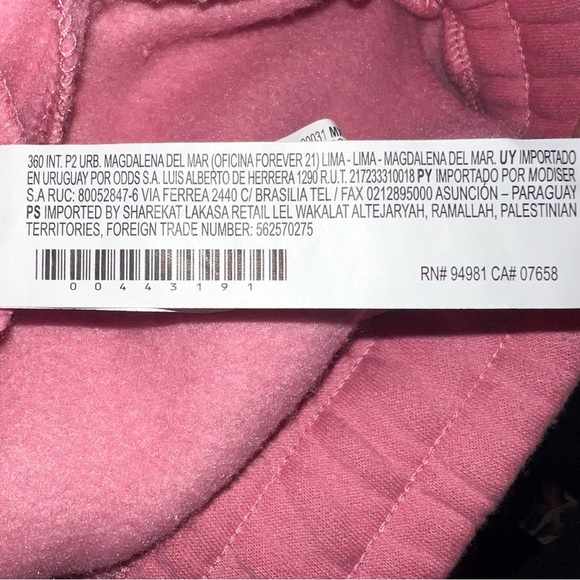 00031 M
360 INT. P2 URB. MAGDALENA DEL MAR (OFICINA FOREVER 21) LIMA - LIMA - MAGDALENA DEL MAR. UY IMPORTADO
EN URUGUAY POR ODDS S.A. LUIS ALBERTO DE HERRERA 1290 R.U.T. 217233310018 PY IMPORTADO POR MODISER
S.A RUC: 80052847-6 VIA FERREA 2440 C/ BRASILIA TEL / FAX 0212895000 ASUNCIÓN – PARAGUAY
PS IMPORTED BY SHAREKAT LAKASA RETAIL LEL WAKALAT ALTEJARYAH, RAMALLAH, PALESTINIAN
TERRITORIES, FOREIGN TRADE NUMBER: 562570275
00443191
RN# 94981 CA# 07658